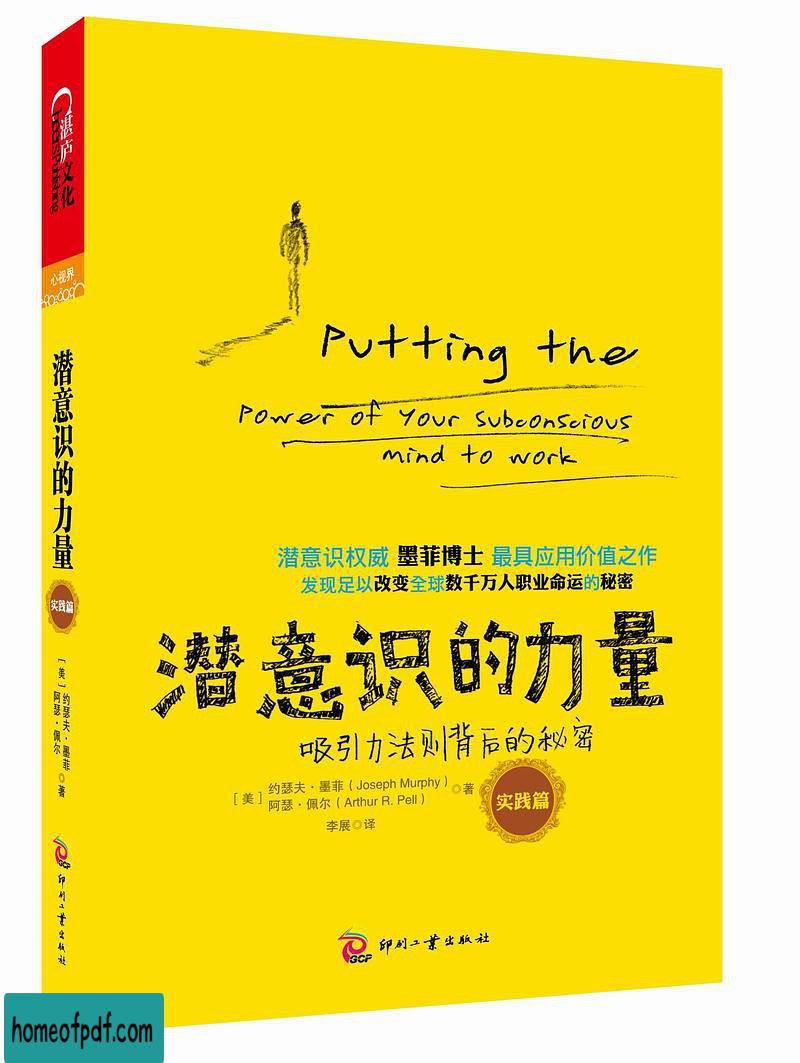 湛庐文化
心视界
潜意识的力量
实践篇
[美]
约瑟夫·墨菲
阿瑟·佩尔
◎著
GCP
印刷工业出版社
Putting the
Power of Your subconscious
mind to work
潜意识权威 墨菲博士 最具应用价值之作
发现足以改变全球数千万人职业命运的秘密
潜意识的力量
吸引力法则背后的秘密
[美]
约瑟夫·墨菲(Joseph Murphy)
阿瑟·佩尔(Arthur R. Pell)
◎著
李展◎译
实践篇
GCP
印刷工业出版社
homeofpdf.com